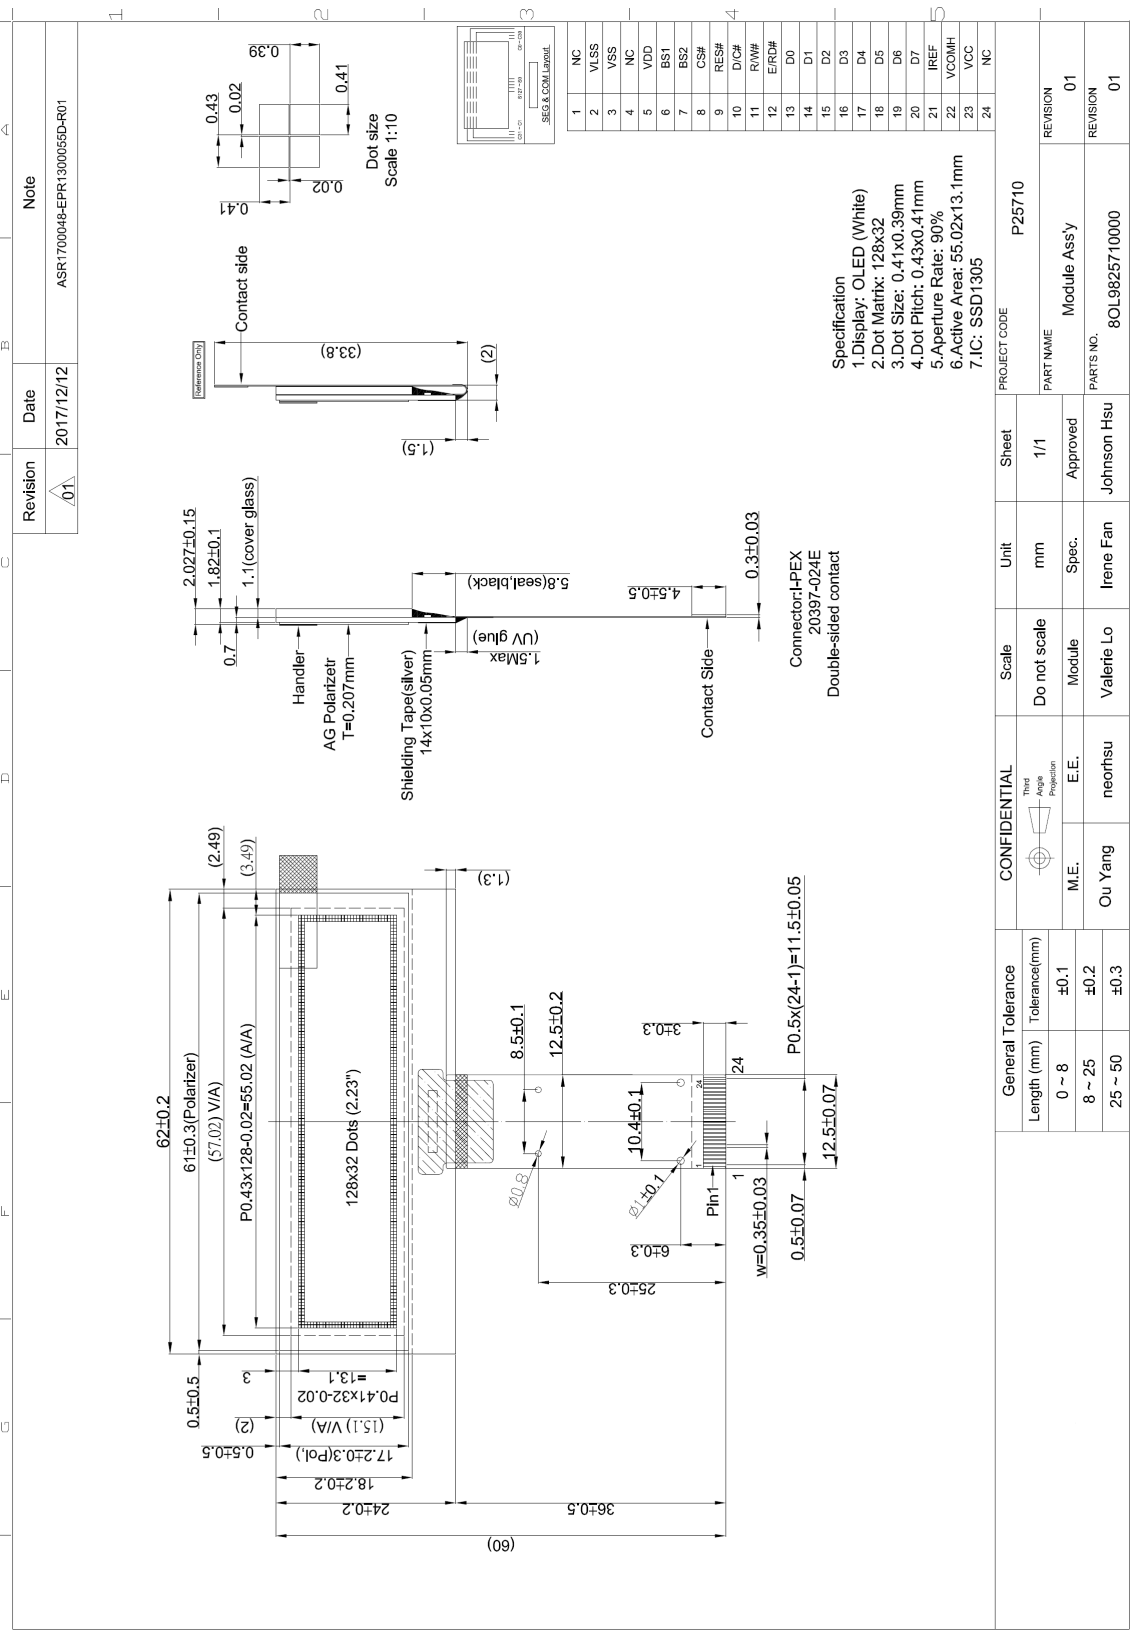 Revision
Date
Note
01
2017/12/12
ASR1700048-EPR1300055D-R01
1
2
3
4
5
A
B
C
D
E
F
G
0.39
0.41
0.43
0.02
0.02
0.41
Dot size
Scale 1:10
SEG & COM Layout
1 NC
2 VLSS
3 VSS
4 NC
5 VDD
6 BS1
7 BS2
8 CS#
9 RES#
10 D/C#
11 R/W#
12 E/RD#
13 D0
14 D1
15 D2
16 D3
17 D4
18 D5
19 D6
20 D7
21 IREF
22 VCOMH
23 VCC
24 NC
Reference Only
Contact side
(33.8)
(2)
(1.5)
2.027±0.15
1.82±0.1
1.1(cover glass)
0.7
Handler
AG Polarizetr
T=0.207mm
Shielding Tape(silver)
14x10x0.05mm
5.8(seal,black)
1.5Max
(UV glue)
4.5±0.5
0.3±0.03
Contact Side
Connector:I-PEX
20397-024E
Double-sided contact
62±0.2
61±0.3(Polarizer)
(57.02) V/A
P0.43x128-0.02=55.02 (A/A)
(2.49)
(3.49)
0.5±0.5
128x32 Dots (2.23")
(1.3)
3
P0.41x32-0.02
=13.1
(2)
(15.1) V/A)
0.5±0.5
17.2±0.3(Pol,)
18.2±0.2
24±0.2
36±0.5
(60)
8.5±0.1
12.5±0.2
Ø0.8
10.4±0.1
Ø1±0.1
3±0.3
6±0.3
25±0.3
Pin1
1
24
1
24
P0.5x(24-1)=11.5±0.05
12.5±0.07
w=0.35±0.03
0.5±0.07
Specification
1.Display: OLED (White)
2.Dot Matrix: 128x32
3.Dot Size: 0.41x0.39mm
4.Dot Pitch: 0.43x0.41mm
5.Aperture Rate: 90%
6.Active Area: 55.02x13.1mm
7.IC: SSD1305
General Tolerance
Length (mm) Tolerance(mm)
0 ~ 8 ±0.1
8 ~ 25 ±0.2
25 ~ 50 ±0.3
CONFIDENTIAL
Third
Angle
Projection
M.E.
E.E.
Ou Yang
neorhsu
Scale
Do not scale
Module
Valerie Lo
Unit
mm
Spec.
Irene Fan
Sheet
1/1
Approved
Johnson Hsu
PROJECT CODE
P25710
PART NAME
Module Ass'y
REVISION
01
PARTS NO.
8OL9825710000
REVISION
01